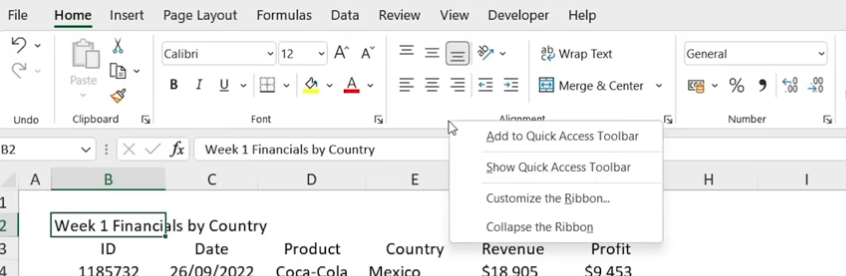 File Home Insert Page Layout Formulas Data Review View Developer Help
Calibri 12 A^ A˅ ab Wrap Text General
Paste B I U A Merge & Center % 9 .00 .00
Undo Clipboard Font Alignment Number
Add to Quick Access Toolbar
B2 fx Week 1 Financials by Country
Show Quick Access Toolbar
A B C D E H I
Customize the Ribbon...
1
Collapse the Ribbon
2 Week 1 Financials by Country
3 ID Date Product Country Revenue Profit
4 1185732 26/09/2022 Coca-Cola Mexico $18 905 $9 453